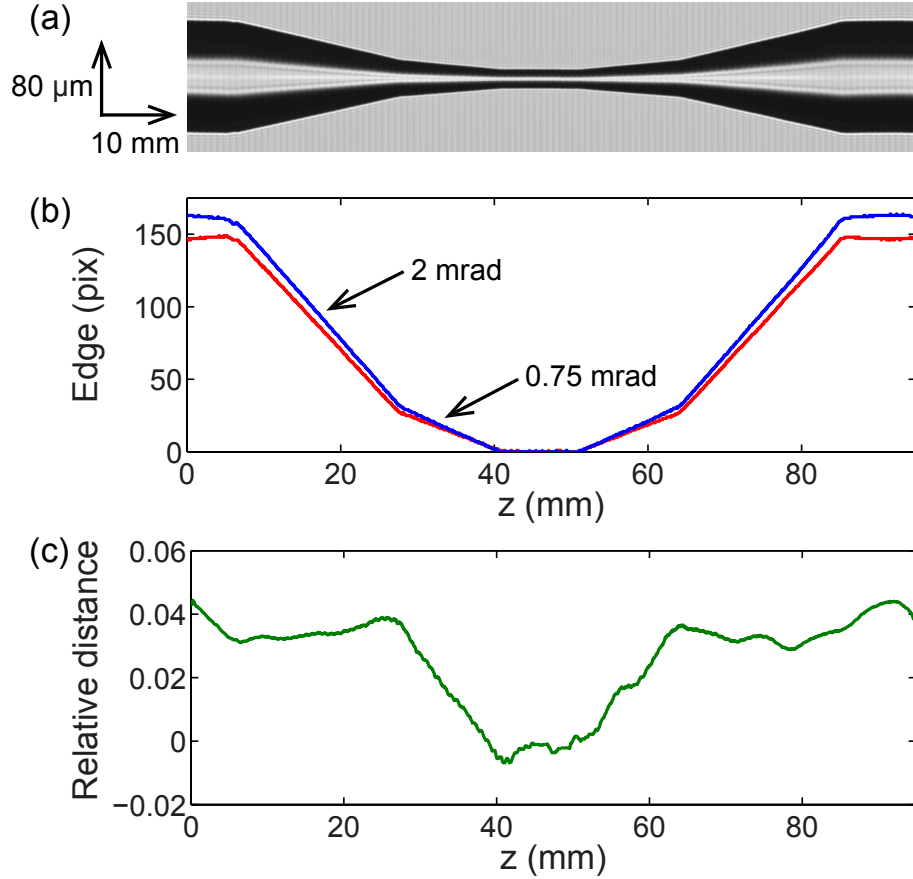 (a)
80 µm
10 mm
(b)
Edge (pix)
150
100
50
0
2 mrad
0.75 mrad
0 20 40 60 80
z (mm)
(c)
Relative distance
0.06
0.04
0.02
0
−0.02
0 20 40 60 80
z (mm)